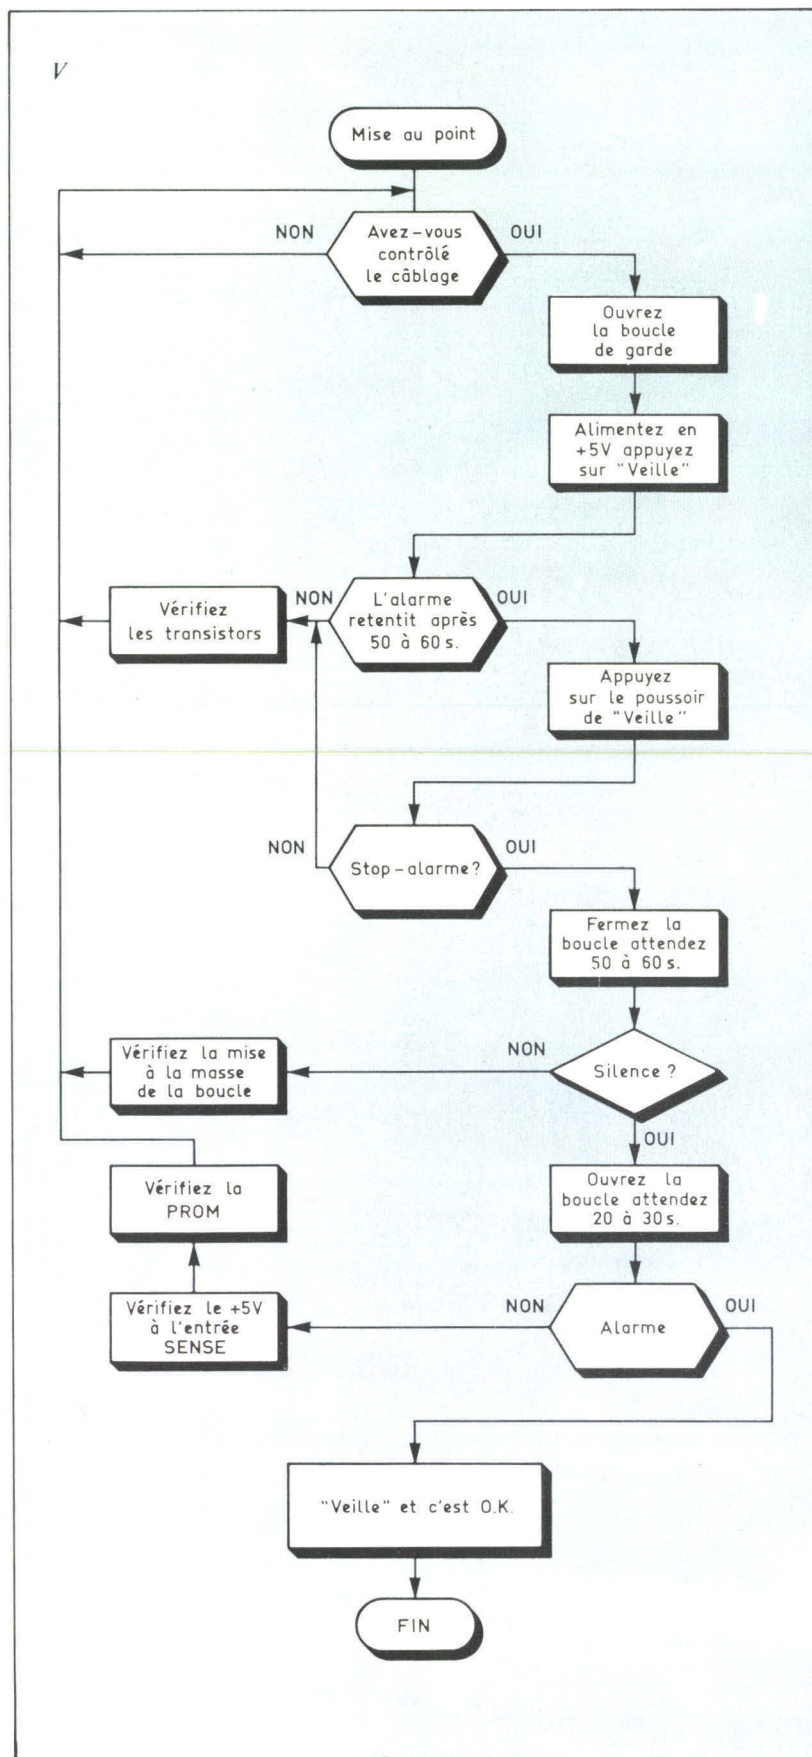 V
Mise au point
NON
Avez-vous
contrôlé
le câblage
OUI
Ouvrez
la boucle
de garde
Alimentez en
+5V appuyez
sur "Veille"
Vérifiez
les transistors
NON
L'alarme
retentit après
50 à 60 s.
OUI
Appuyez
sur le poussoir
de "Veille"
NON
Stop-alarme?
OUI
Fermez la
boucle attendez
50 à 60 s.
Vérifiez la mise
à la masse
de la boucle
NON
Silence ?
OUI
Ouvrez la
boucle attendez
20 à 30 s.
Vérifiez la
PROM
Vérifiez le +5V
à l'entrée
SENSE
NON
Alarme
OUI
"Veille" et c'est O.K.
FIN